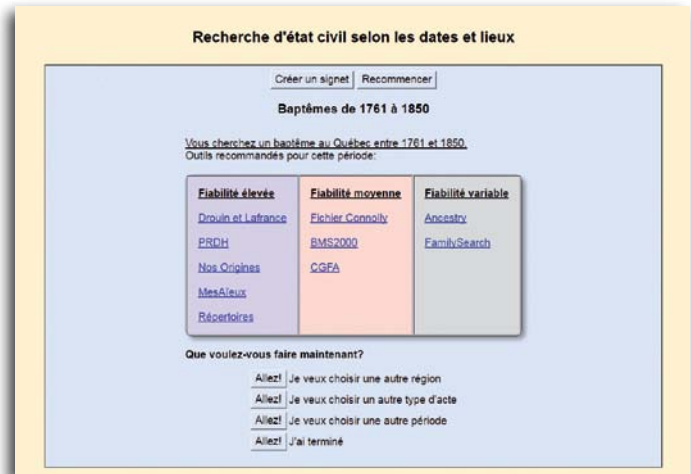 Recherche d'état civil selon les dates et lieux
Créer un signet Recommencer
Baptêmes de 1761 à 1850
Vous cherchez un baptême au Québec entre 1761 et 1850.
Outils recommandés pour cette période:
Fiabilité élevée Fiabilité moyenne Fiabilité variable
Drouin et Lafrance Fichier Connolly Ancestry
PRDH BMS2000 FamilySearch
Nos Origines CGFA
MesAïeux
Répertoires
Que voulez-vous faire maintenant?
Allez! Je veux choisir une autre région
Allez! Je veux choisir un autre type d'acte
Allez! Je veux choisir une autre période
Allez! J'ai terminé